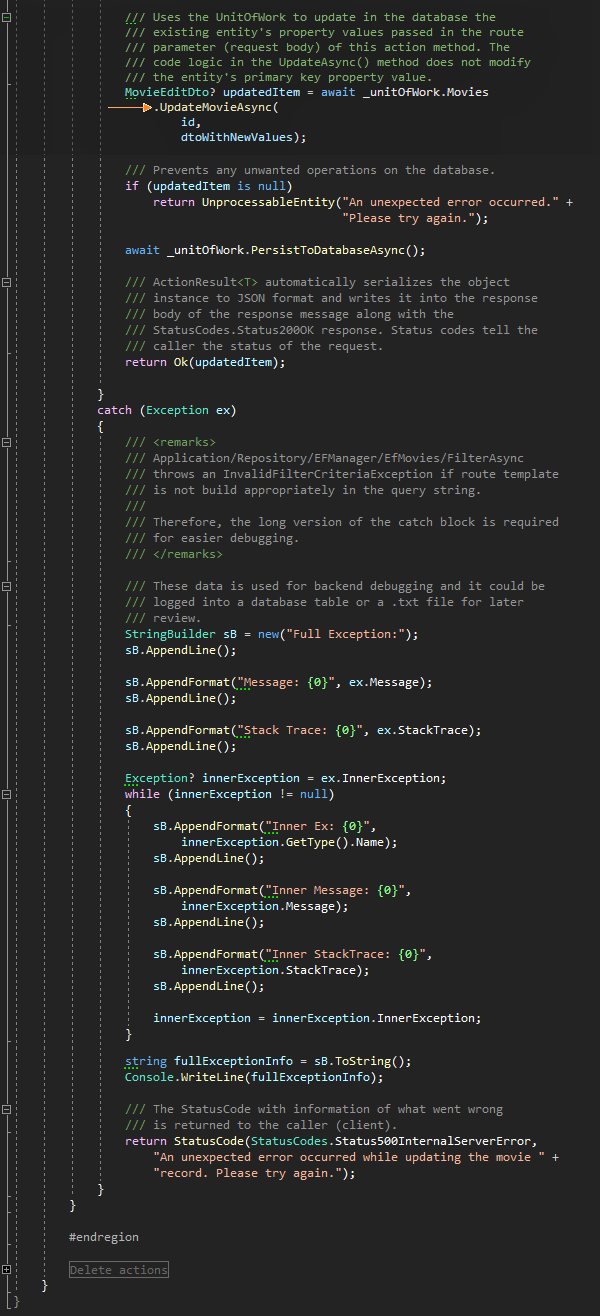 /// Uses the UnitOfWork to update in the database the
/// existing entity's property values passed in the route
/// parameter (request body) of this action method. The
/// code logic in the UpdateAsync() method does not modify
/// the entity's primary key property value.
MovieEditDto? updatedItem = await _unitOfWork.Movies
.UpdateMovieAsync(
id,
dtoWithNewValues);
/// Prevents any unwanted operations on the database.
if (updatedItem is null)
return UnprocessableEntity("An unexpected error occurred." +
"Please try again.");
await _unitOfWork.PersistToDatabaseAsync();
/// ActionResult<T> automatically serializes the object
/// instance to JSON format and writes it into the response
/// body of the response message along with the
/// StatusCodes.Status200OK response. Status codes tell the
/// caller the status of the request.
return Ok(updatedItem);
}
catch (Exception ex)
{
/// <remarks>
/// Application/Repository/EFManager/EfMovies/FilterAsync
/// throws an InvalidFilterCriteriaException if route template
/// is not build appropriately in the query string.
///
/// Therefore, the long version of the catch block is required
/// for easier debugging.
/// </remarks>
/// These data is used for backend debugging and it could be
/// logged into a database table or a .txt file for later
/// review.
StringBuilder sB = new("Full Exception:");
sB.AppendLine();
sB.AppendFormat("Message: {0}", ex.Message);
sB.AppendLine();
sB.AppendFormat("Stack Trace: {0}", ex.StackTrace);
sB.AppendLine();
Exception? innerException = ex.InnerException;
while (innerException != null)
{
sB.AppendFormat("Inner Ex: {0}",
innerException.GetType().Name);
sB.AppendLine();
sB.AppendFormat("Inner Message: {0}",
innerException.Message);
sB.AppendLine();
sB.AppendFormat("Inner StackTrace: {0}",
innerException.StackTrace);
sB.AppendLine();
innerException = innerException.InnerException;
}
string fullExceptionInfo = sB.ToString();
Console.WriteLine(fullExceptionInfo);
/// The StatusCode with information of what went wrong
/// is returned to the caller (client).
return StatusCode(StatusCodes.Status500InternalServerError,
"An unexpected error occurred while updating the movie " +
"record. Please try again.");
}
}
#endregion
Delete actions
}
}